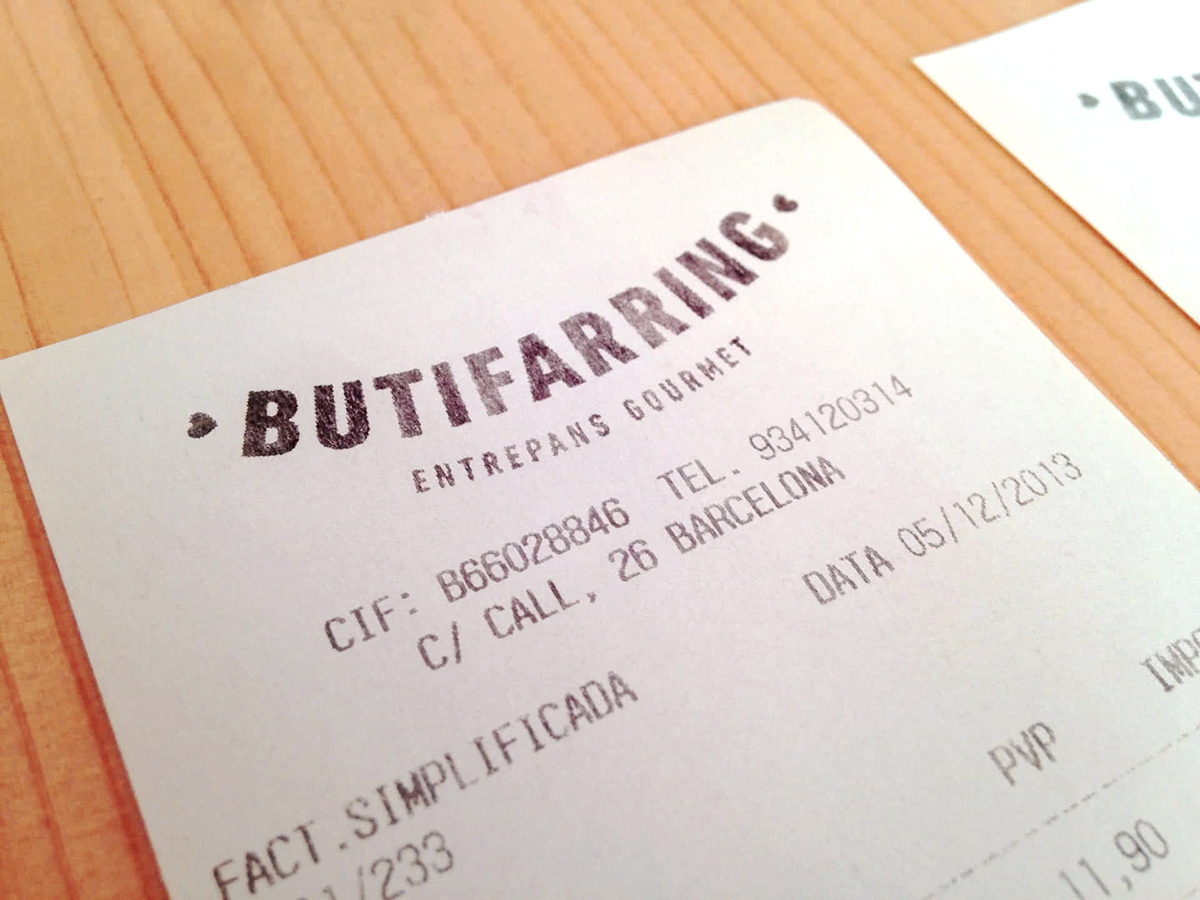 BUTIFARRING
ENTREPANS GOURMET
CIF: B66028846 TEL. 934120314
C/ CALL, 26 BARCELONA
DATA 05/12/2013
FACT.SIMPLIFICADA
PVP
11,90